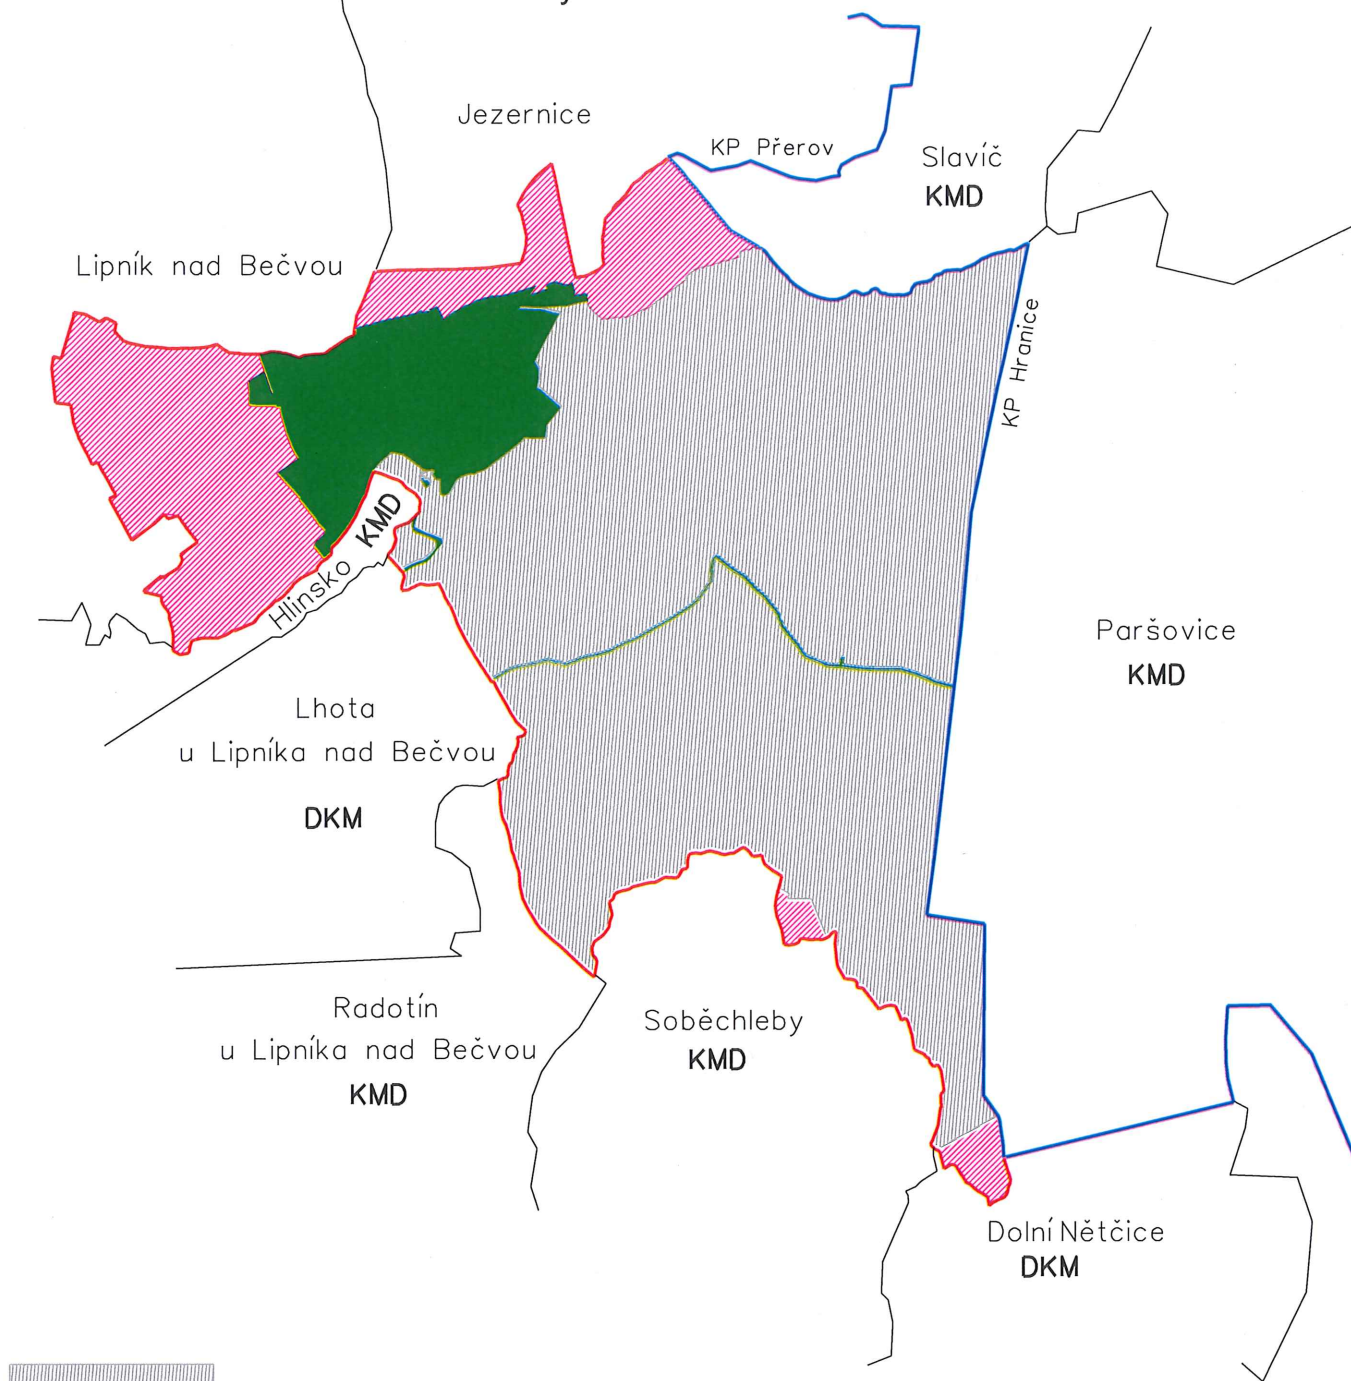 Jezernice
KP Přerov
Slavíč
KMD
Lipník nad Bečvou
KP Hranice
KMD
Hlinsko
Paršovice
KMD
Lhota
u Lipníka nad Bečvou
DKM
Radotín
u Lipníka nad Bečvou
KMD
Soběchleby
KMD
Dolní Nětčice
DKM